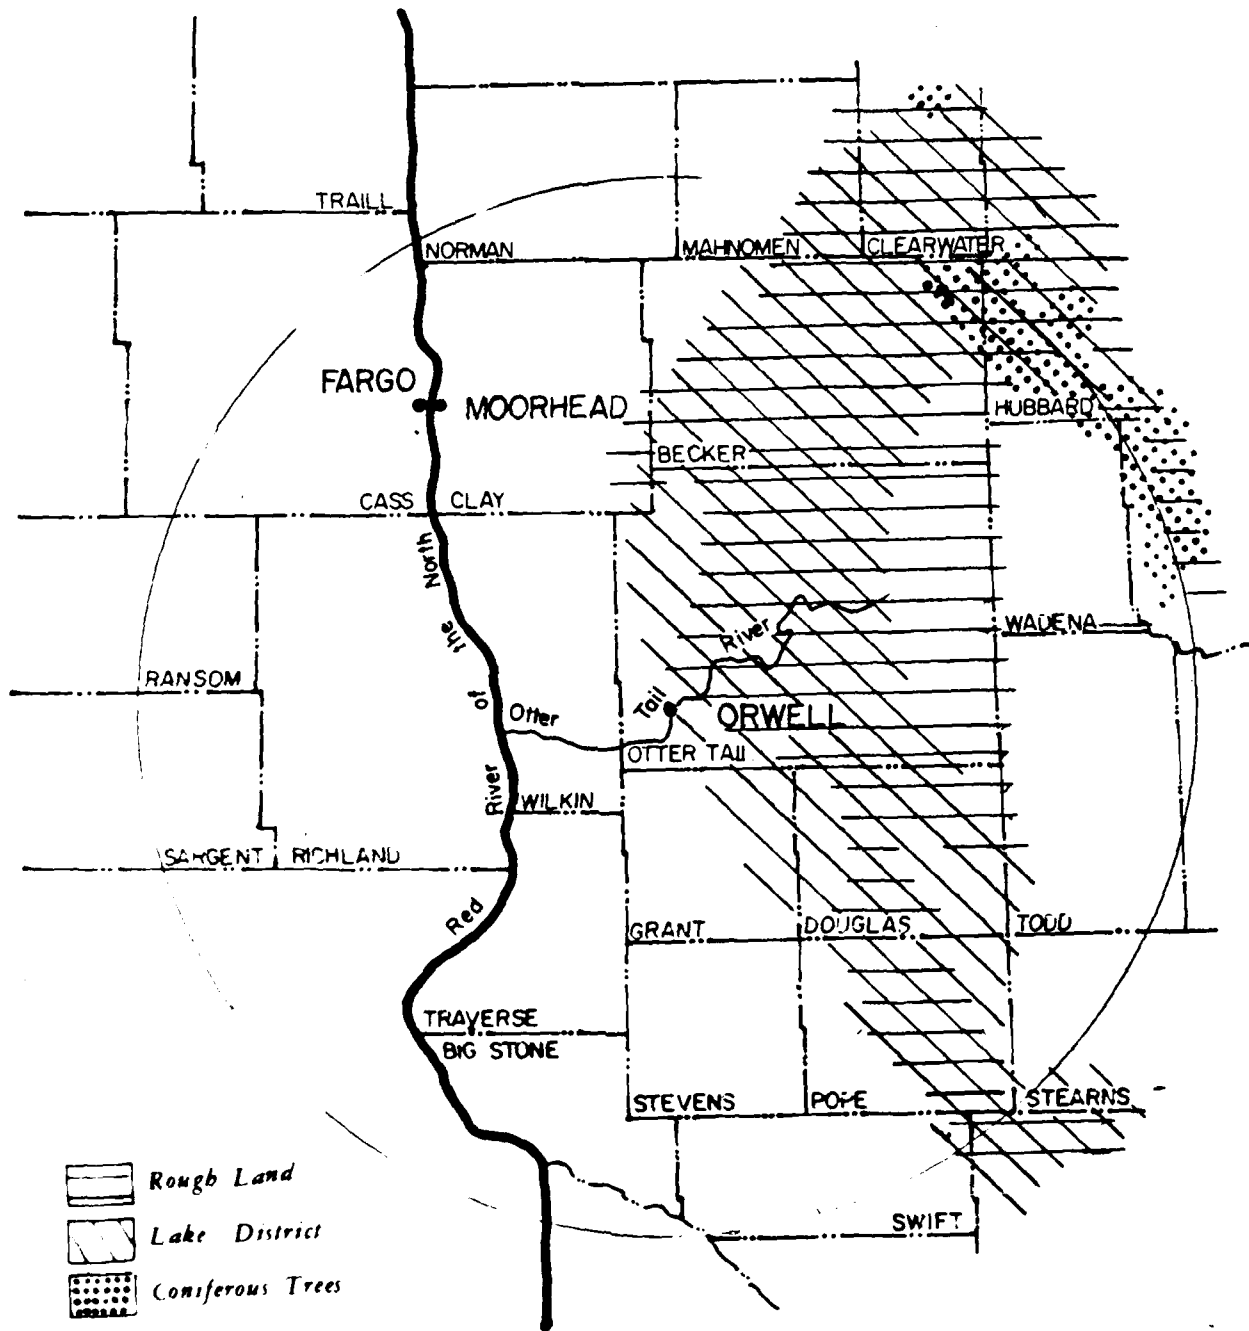 TRAILL
NORMAN
MAHNOMEN
CLEARWATER
FARGO
MOORHEAD
HUBBARD
BECKER
CASS
CLAY
Red River of the North
WADENA
RANSOM
Otter Tail River
ORWELL
OTTER TAIL
WILKIN
SARGENT
RICHLAND
GRANT
DOUGLAS
TODD
TRAVERSE
BIG STONE
STEVENS
POPE
STEARNS
SWIFT
Rough Land
Lake District
Coniferous Trees